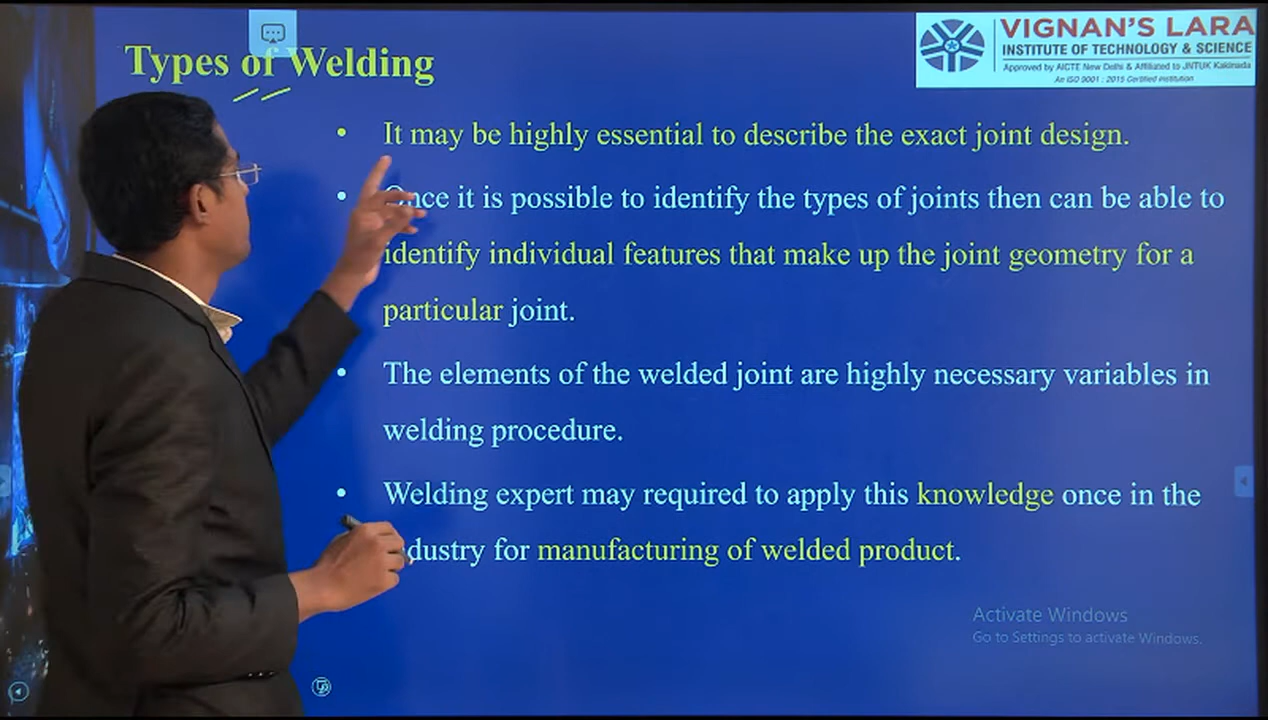 Types of Welding
VIGNAN'S LARA
INSTITUTE OF TECHNOLOGY & SCIENCE
Approved by AICTE New Delhi & Affiliated to JNTUK Kakinada
An ISO 9001 : 2015 Certified Institution
• It may be highly essential to describe the exact joint design.
• Once it is possible to identify the types of joints then can be able to
identify individual features that make up the joint geometry for a
particular joint.
• The elements of the welded joint are highly necessary variables in
welding procedure.
• Welding expert may required to apply this knowledge once in the
dustry for manufacturing of welded product.
Activate Windows
Go to Settings to activate Windows.